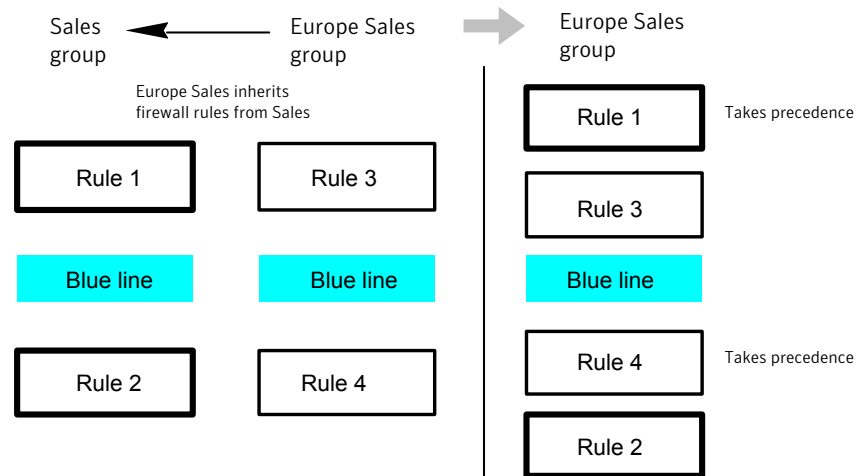 Sales
group
Europe Sales
group
Europe Sales
group
Europe Sales inherits
firewall rules from Sales
Rule 1
Rule 3
Blue line
Blue line
Rule 2
Rule 4
Rule 1
Takes precedence
Rule 3
Blue line
Rule 4
Takes precedence
Rule 2